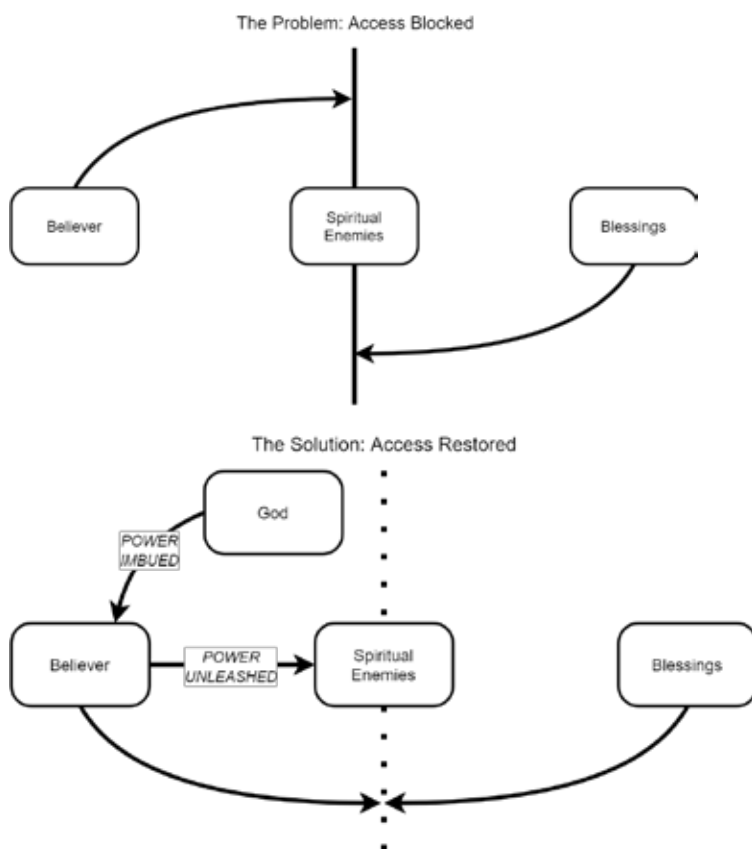 The Problem: Access Blocked
Believer
Spiritual
Enemies
Blessings
The Solution: Access Restored
God
POWER
IMBUED
Believer
POWER
UNLEASHED
Spiritual
Enemies
Blessings